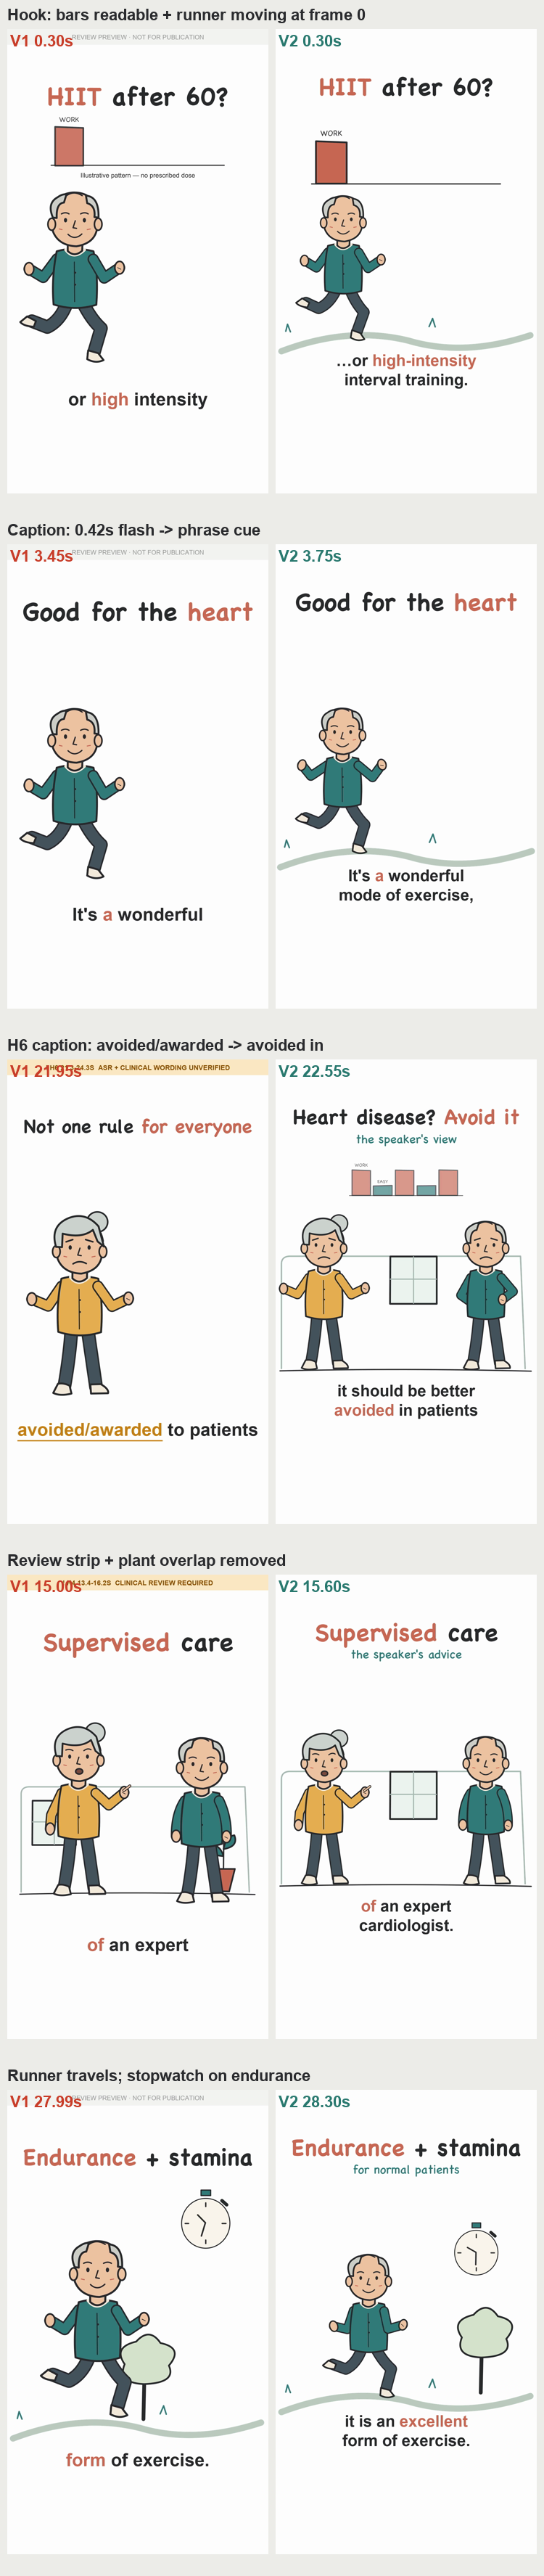 Hook: bars readable + runner moving at frame 0
V1 0.30s
REVIEW PREVIEW · NOT FOR PUBLICATION
HIIT after 60?
WORK
Illustrative pattern — no prescribed dose
or high intensity
V2 0.30s
HIIT after 60?
WORK
...or high-intensity
interval training.
Caption: 0.42s flash -> phrase cue
V1 3.45s
REVIEW PREVIEW · NOT FOR PUBLICATION
Good for the heart
It's a wonderful
V2 3.75s
Good for the heart
It's a wonderful
mode of exercise,
H6 caption: avoided/awarded -> avoided in
V1 21.95s
24.3S ASR + CLINICAL WORDING UNVERIFIED
Not one rule for everyone
avoided/awarded to patients
V2 22.55s
Heart disease? Avoid it
the speaker's view
WORK
EASY
it should be better
avoided in patients
Review strip + plant overlap removed
V1 15.00s
13.4-16.2S CLINICAL REVIEW REQUIRED
Supervised care
of an expert
V2 15.60s
Supervised care
the speaker's advice
of an expert
cardiologist.
Runner travels; stopwatch on endurance
V1 27.99s
REVIEW PREVIEW · NOT FOR PUBLICATION
Endurance + stamina
form of exercise.
V2 28.30s
Endurance + stamina
for normal patients
it is an excellent
form of exercise.